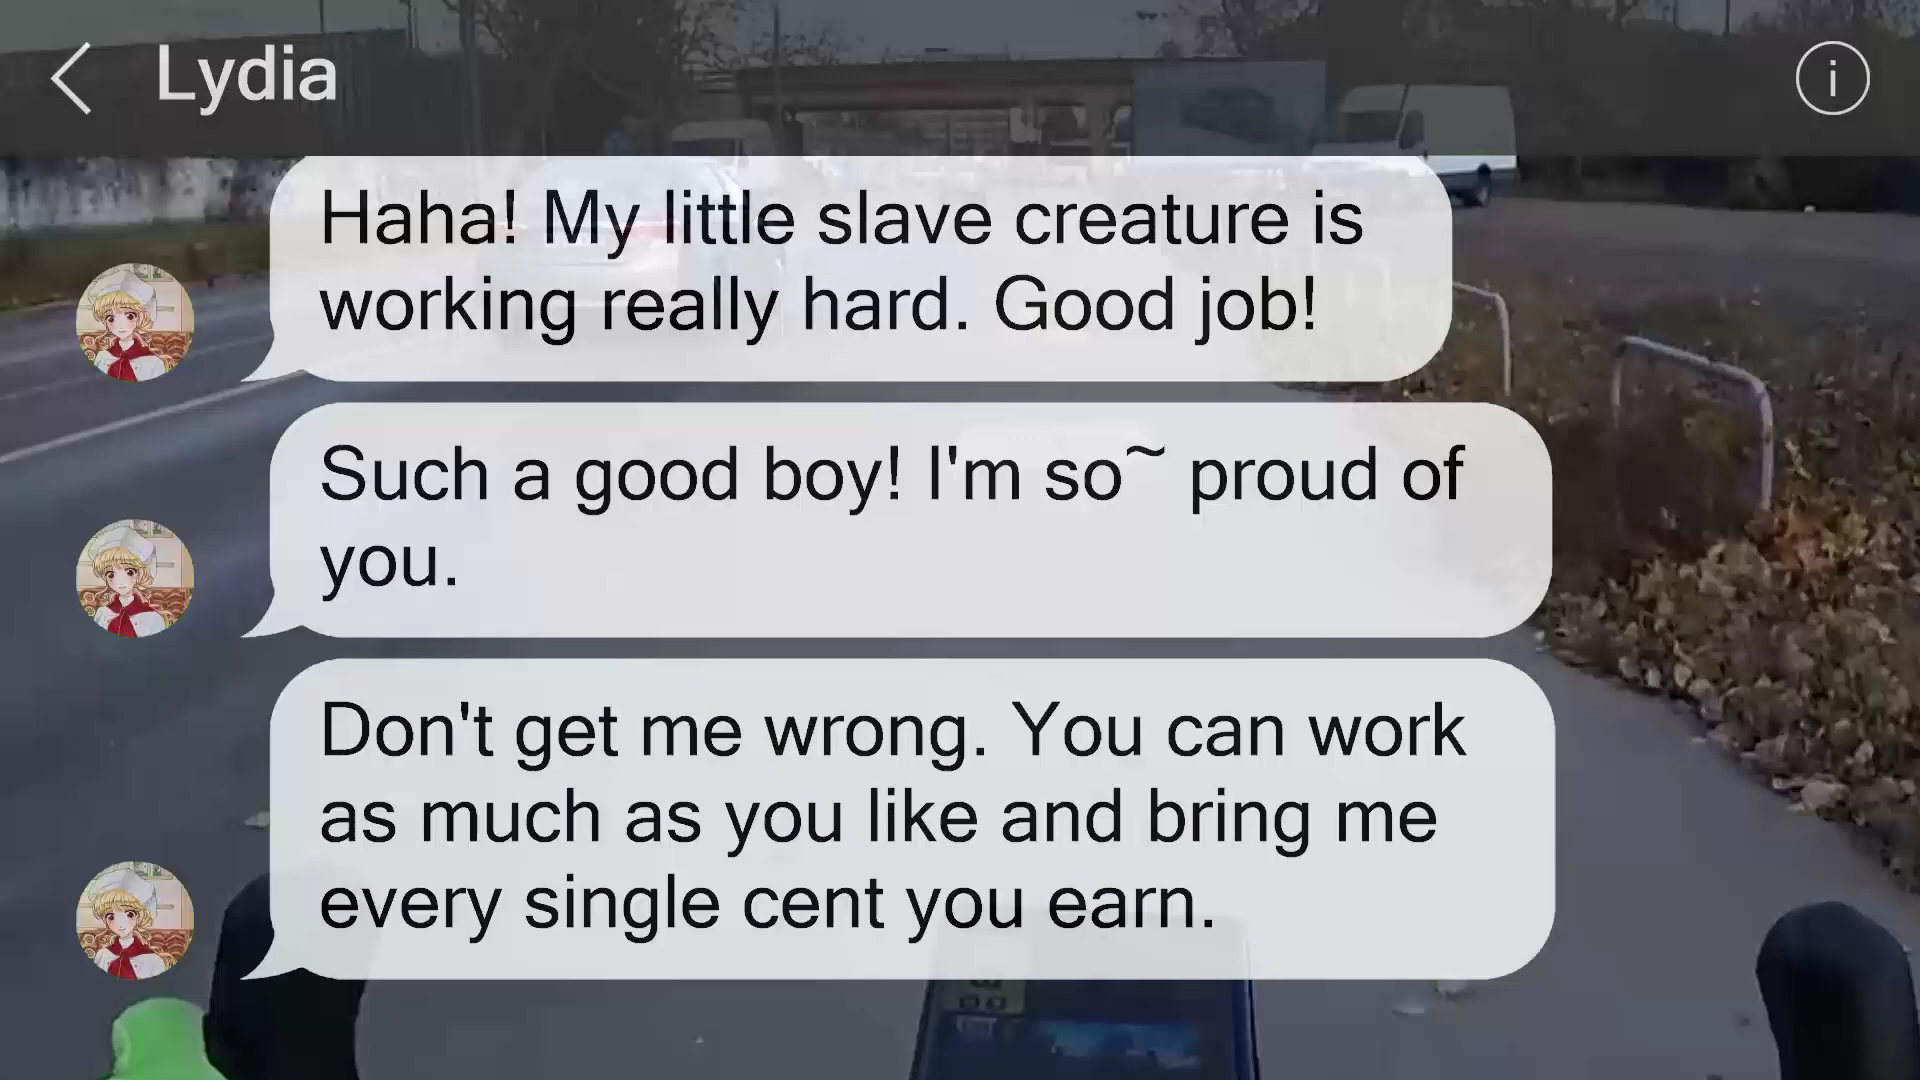 Lydia
Haha! My little slave creature is
working really hard. Good job!
Such a good boy! I'm so~ proud of
you.
Don't get me wrong. You can work
as much as you like and bring me
every single cent you earn.